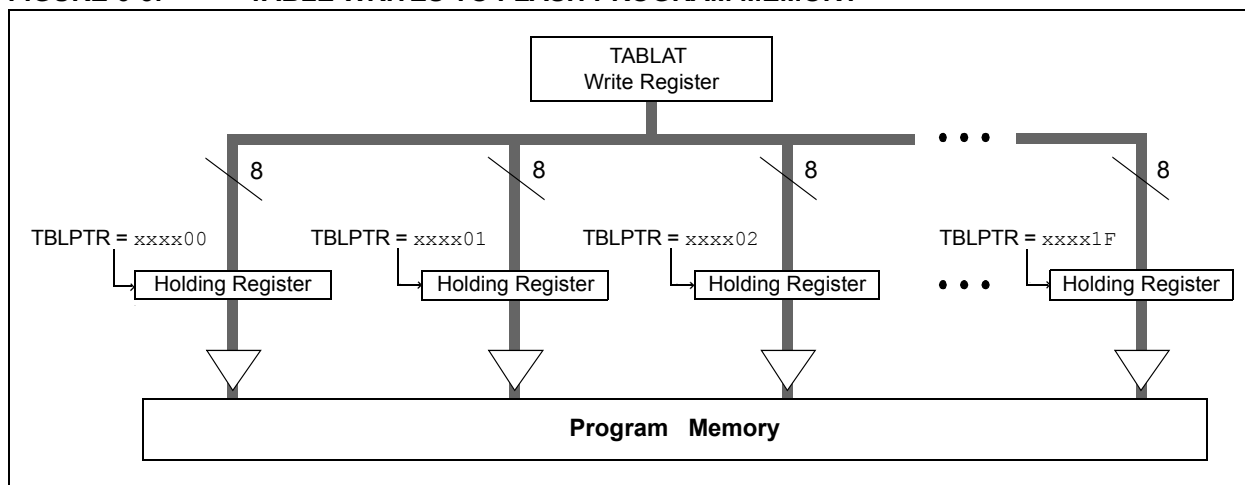 TABLAT
Write Register
8
8
8
8
TBLPTR = xxxx00
TBLPTR = xxxx01
TBLPTR = xxxx02
TBLPTR = xxxx1F
Holding Register
Holding Register
Holding Register
Holding Register
Program Memory